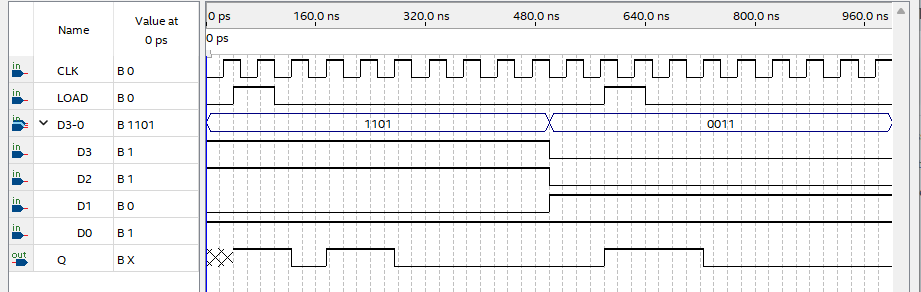 Name
Value at
0 ps
0 ps 160.0 ns 320.0 ns 480.0 ns 640.0 ns 800.0 ns 960.0 ns
0 ps
in CLK B 0
in LOAD B 0
in D3-0 B 1101 1101 0011
in D3 B 1
in D2 B 1
in D1 B 0
in D0 B 1
out Q B X